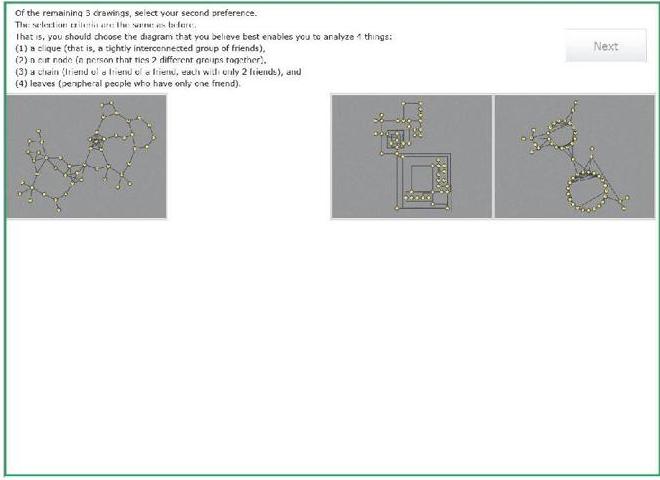 Of the remaining 3 drawings, select your second preference.
The selection criteria are the same as before.
That is, you should choose the diagram that you believe best enables you to analyze 4 things:
(1) a clique (that is, a tightly interconnected group of friends),
(2) a cut node (a person that ties 2 different groups together),
(3) a chain (friend of a friend of a friend, each with only 2 friends), and
(4) leaves (peripheral people who have only one friend).
Next